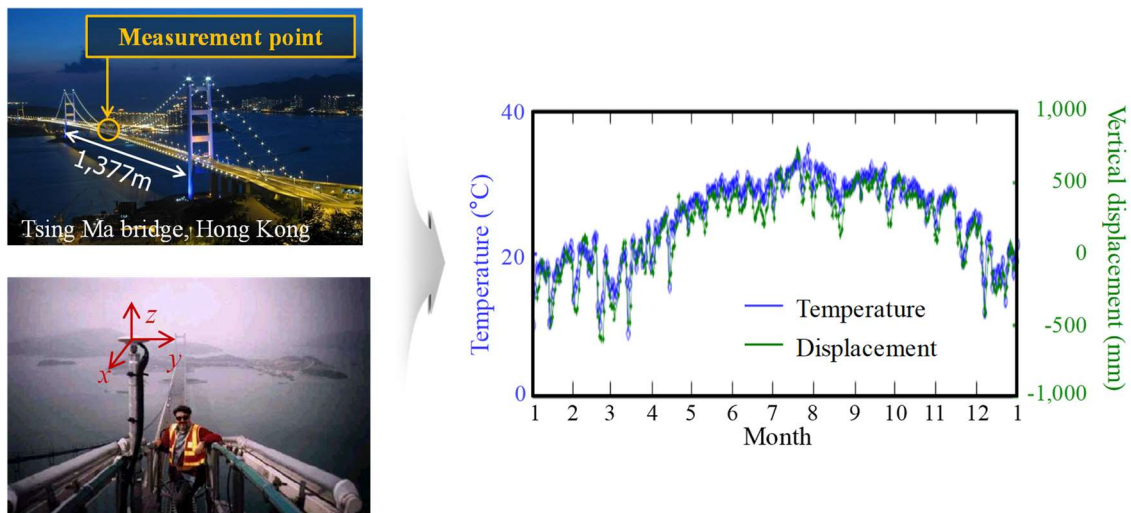 Measurement point
1,377m
Tsing Ma bridge, Hong Kong
z
y
x
40
20
0
Temperature (°C)
1,000
500
0
-500
-1,000
Vertical displacement (mm)
Temperature
Displacement
1 2 3 4 5 6 7 8 9 10 11 12 1
Month